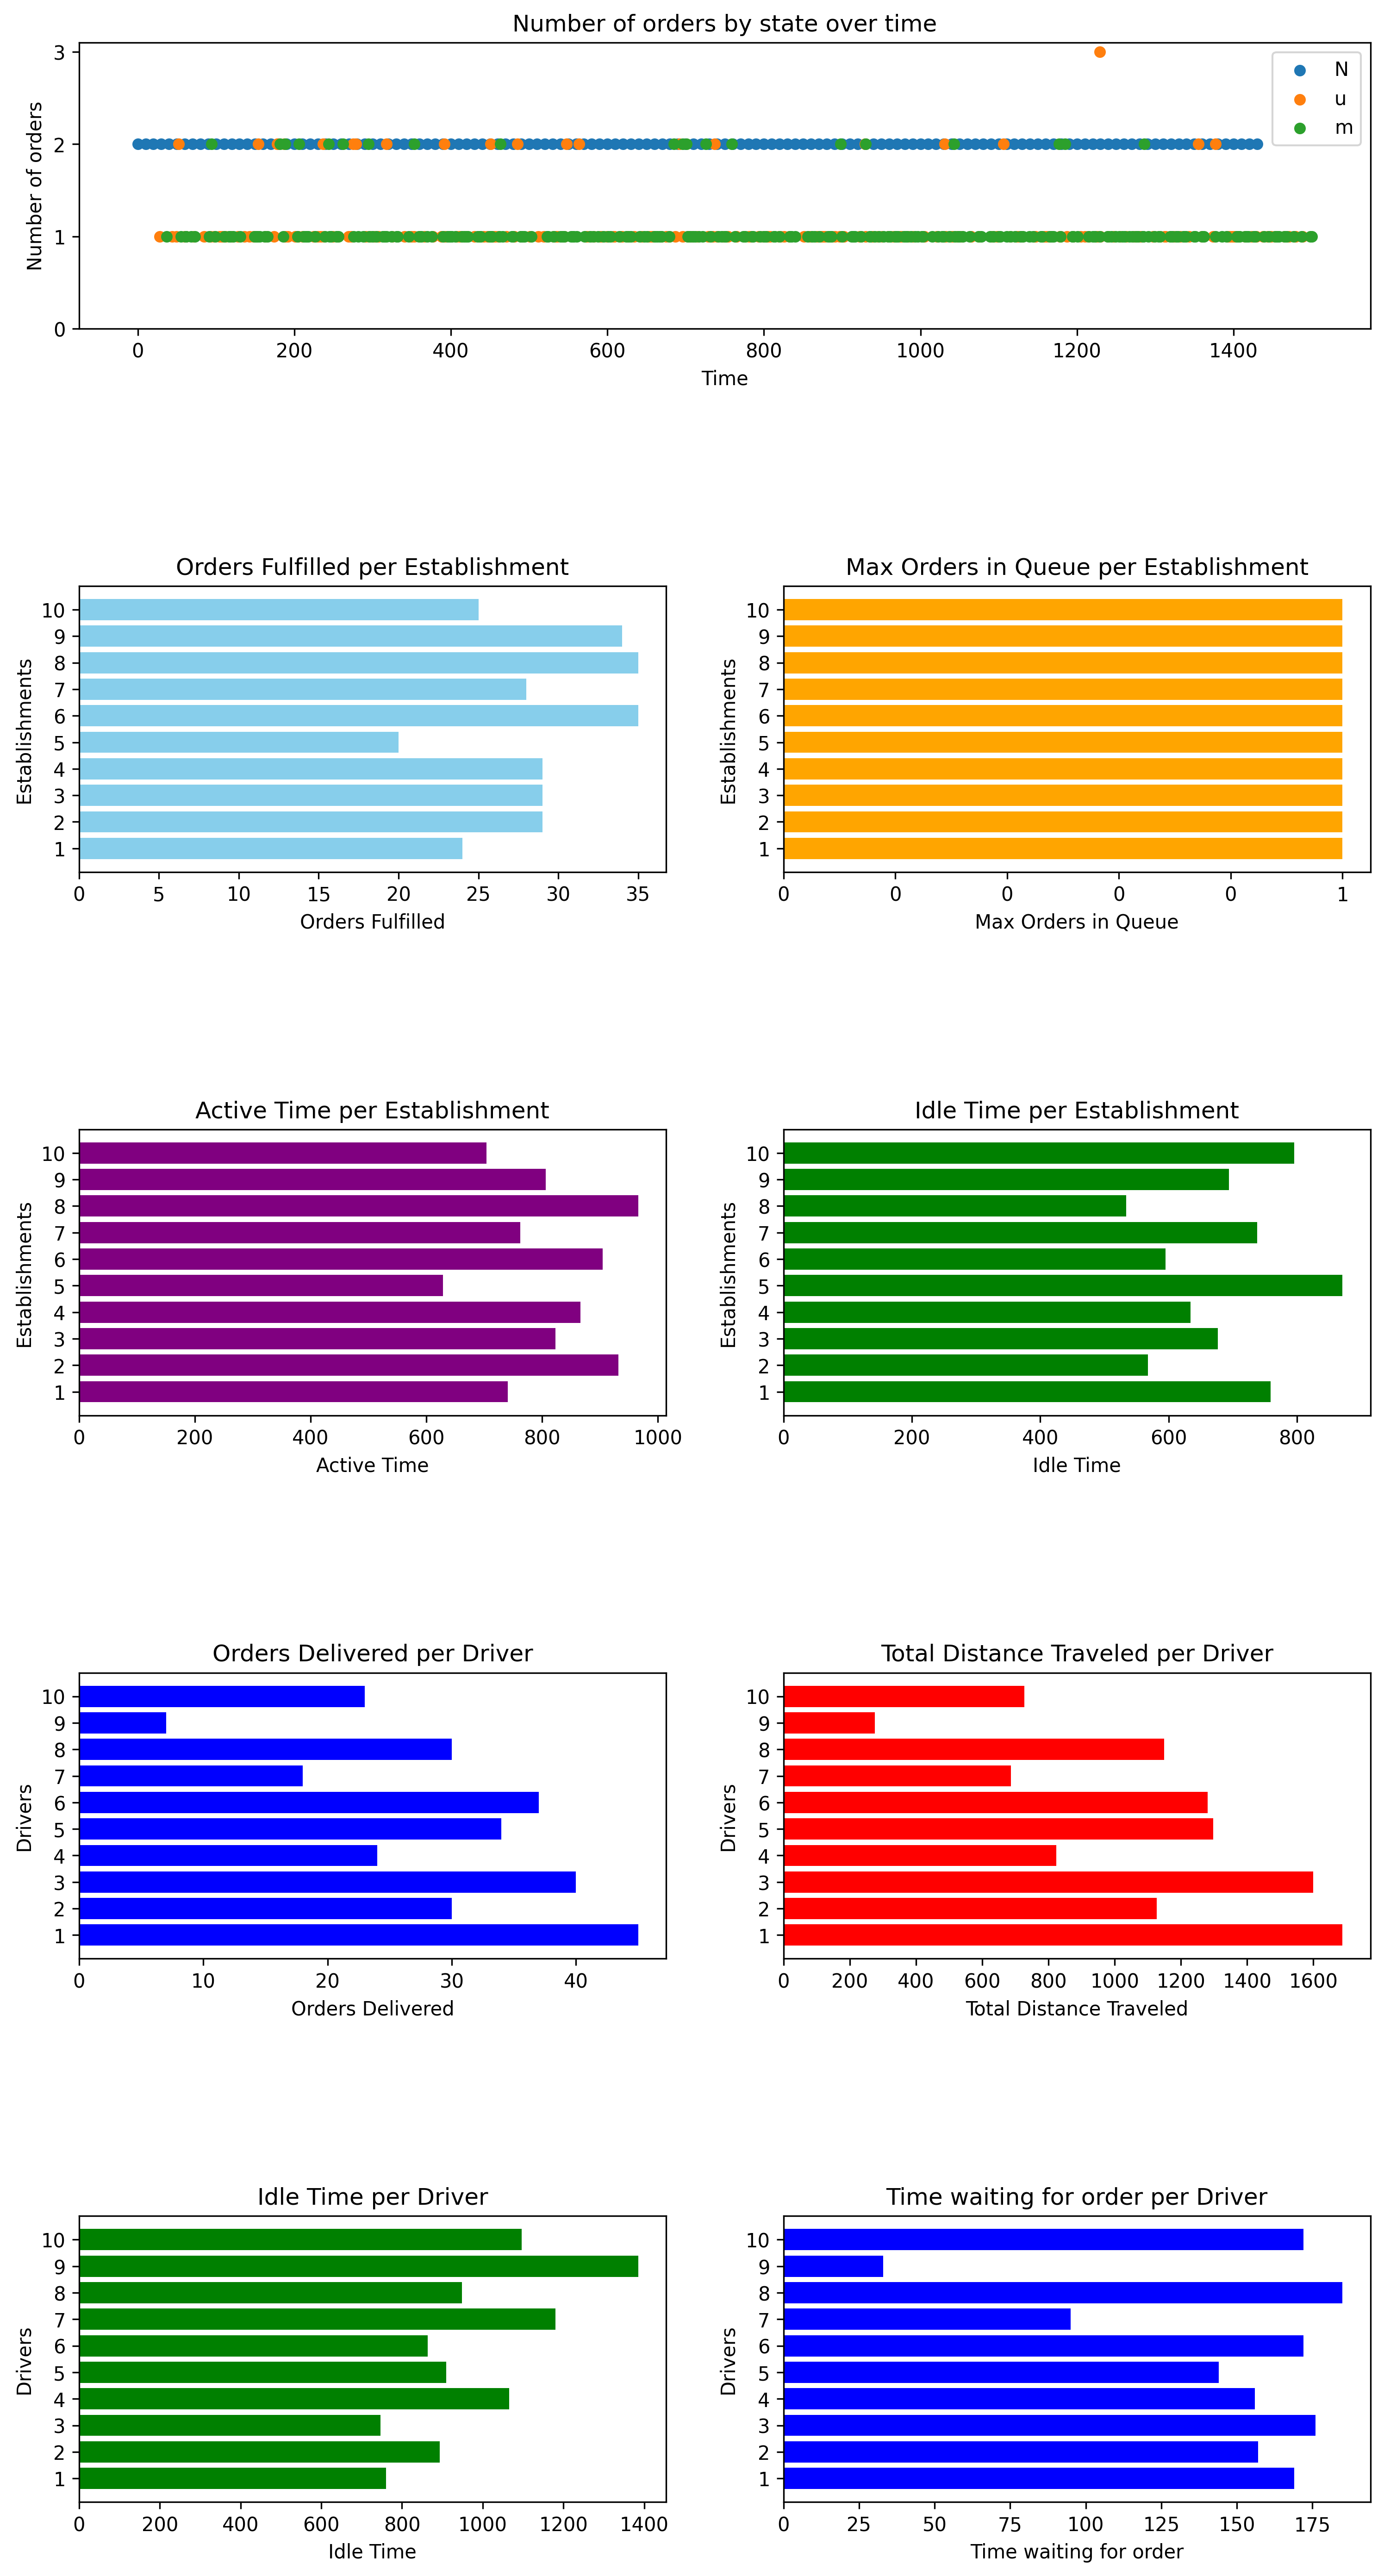 Number of orders by state over time
Number of orders
3
2
1
0
N
u
m
0 200 400 600 800 1000 1200 1400
Time
Orders Fulfilled per Establishment
Establishments
10
9
8
7
6
5
4
3
2
1
0 5 10 15 20 25 30 35
Orders Fulfilled
Max Orders in Queue per Establishment
Establishments
10
9
8
7
6
5
4
3
2
1
0 0 0 0 0 1
Max Orders in Queue
Active Time per Establishment
Establishments
10
9
8
7
6
5
4
3
2
1
0 200 400 600 800 1000
Active Time
Idle Time per Establishment
Establishments
10
9
8
7
6
5
4
3
2
1
0 200 400 600 800
Idle Time
Orders Delivered per Driver
Drivers
10
9
8
7
6
5
4
3
2
1
0 10 20 30 40
Orders Delivered
Total Distance Traveled per Driver
Drivers
10
9
8
7
6
5
4
3
2
1
0 200 400 600 800 1000 1200 1400 1600
Total Distance Traveled
Idle Time per Driver
Drivers
10
9
8
7
6
5
4
3
2
1
0 200 400 600 800 1000 1200 1400
Idle Time
Time waiting for order per Driver
Drivers
10
9
8
7
6
5
4
3
2
1
0 25 50 75 100 125 150 175
Time waiting for order